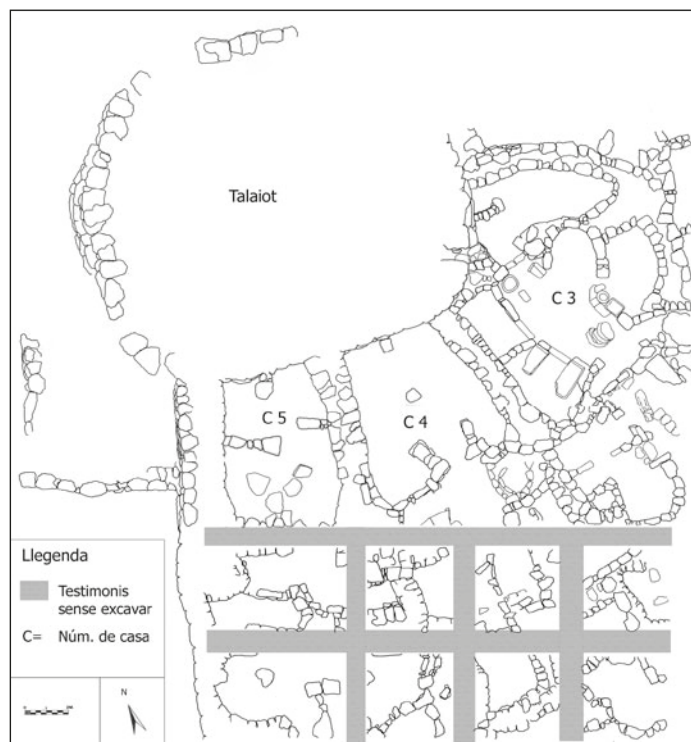 Talaiot
C 3
C 5
C 4
Llegenda
Testimonis
sense excavar
C= Núm. de casa
N